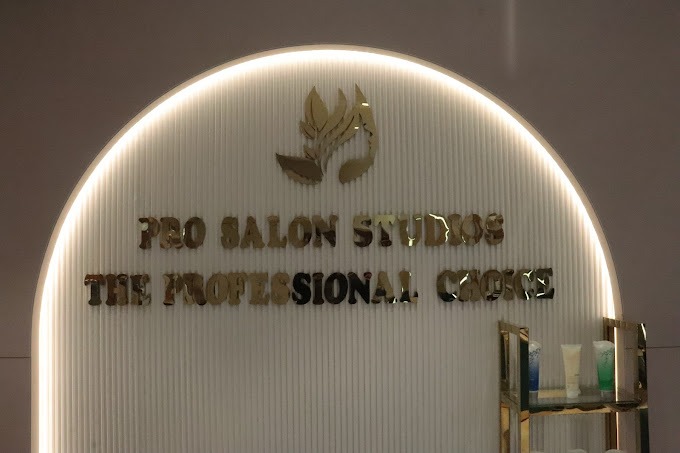 PRO SALON STUDIOS
THE PROFESSIONAL CHOICE